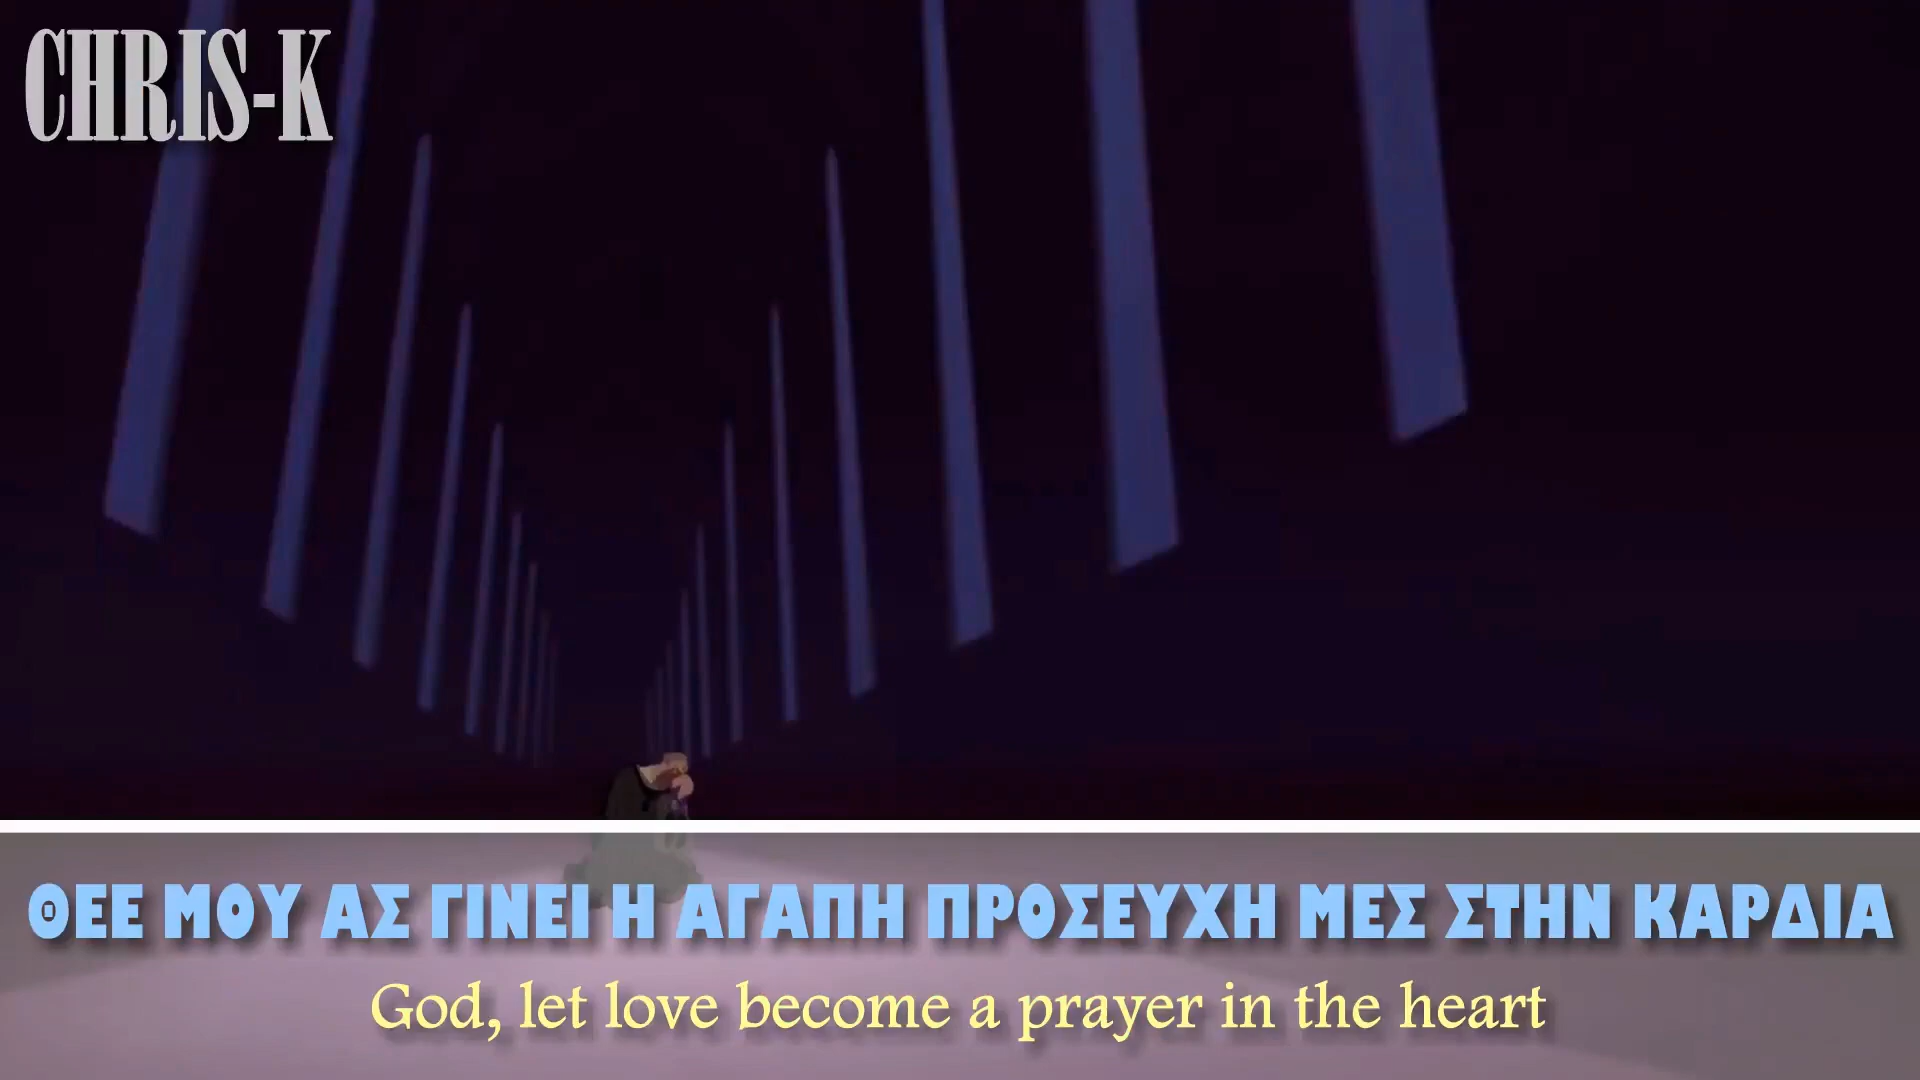 CHRIS-K
ΘΕΕ ΜΟΥ ΑΣ ΓΙΝΕΙ Η ΑΓΑΠΗ ΠΡΟΣΕΥΧΗ ΜΕΣ ΣΤΗΝ ΚΑΡΔΙΑ
God, let love become a prayer in the heart